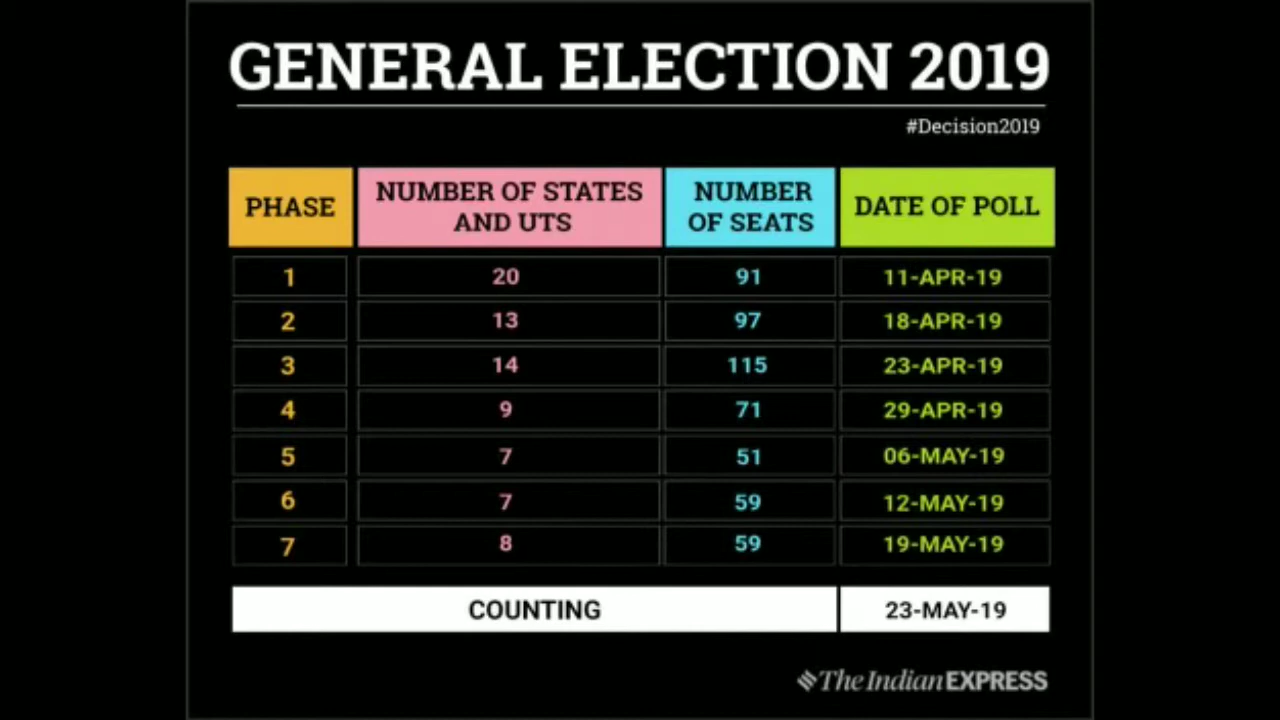 GENERAL ELECTION 2019
#Decision2019
PHASE NUMBER OF STATES AND UTS NUMBER OF SEATS DATE OF POLL
1 20 91 11-APR-19
2 13 97 18-APR-19
3 14 115 23-APR-19
4 9 71 29-APR-19
5 7 51 06-MAY-19
6 7 59 12-MAY-19
7 8 59 19-MAY-19
COUNTING 23-MAY-19
The Indian EXPRESS